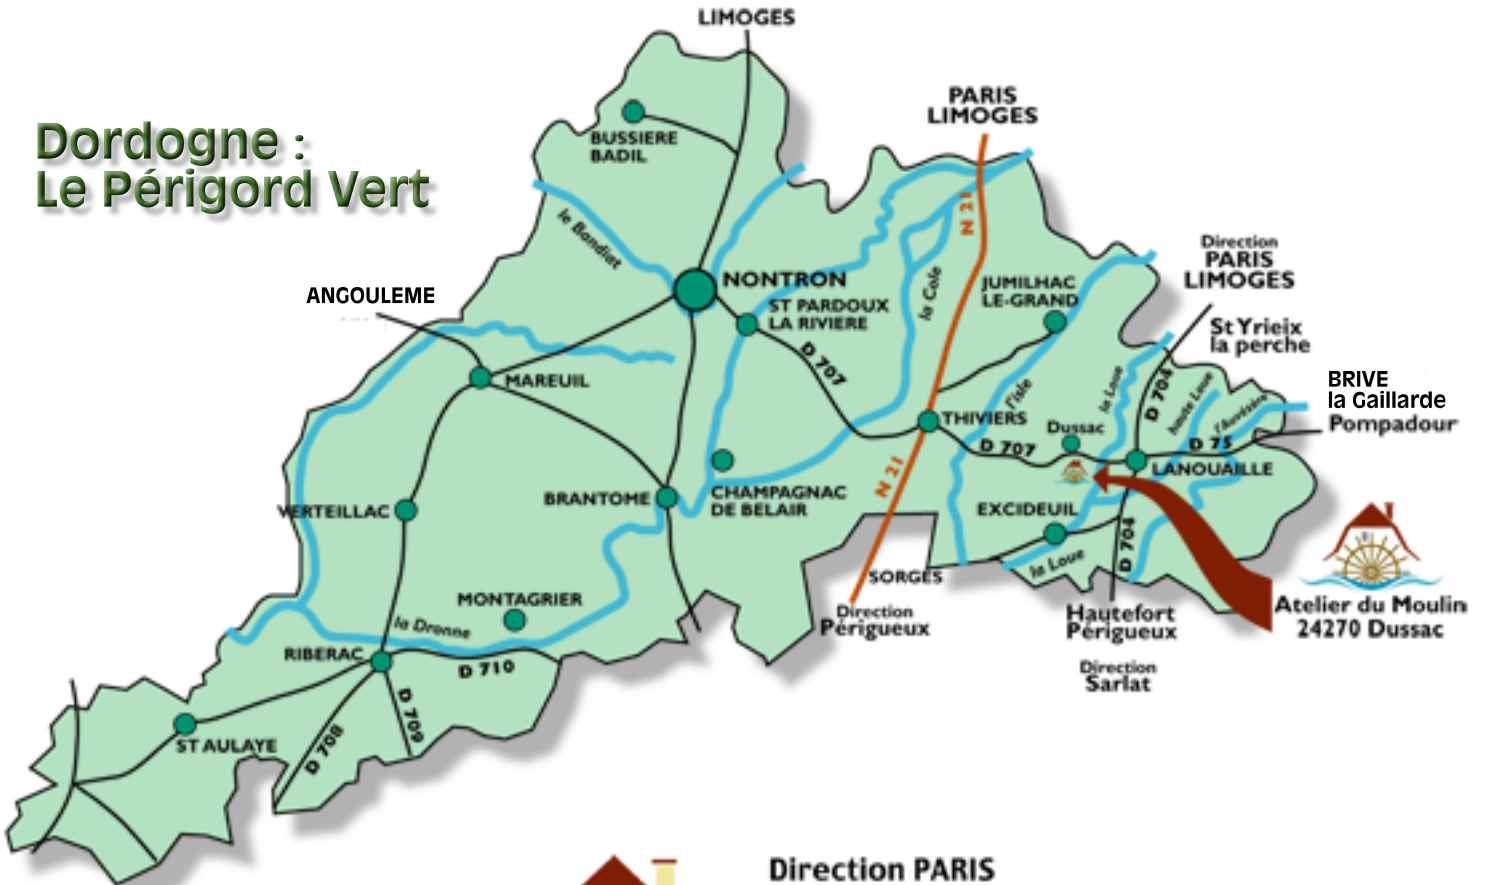 LIMOGES
PARIS
LIMOGES
Dordogne :
Le Périgord Vert
BUSSIERE
BADIL
le Bandiat
N 21
Direction
PARIS
LIMOGES
ANGOULEME
NONTRON
ST PARDOUX
LA RIVIERE
la Cole
JUMILHAC
LE-GRAND
St Yrieix
la perche
D 707
MAREUIL
l'isle
la Loue
D 704
haute Loue
l'Auvézère
BRIVE
la Gaillarde
Pompadour
THIVIERS
Dussac
D 707
D 75
LANOUAILLE
N 21
VERTEILLAC
BRANTOME
CHAMPAGNAC
DE BELAIR
EXCIDEUIL
D 704
la Loue
SORGES
MONTAGRIER
la Dronne
Direction
Périgueux
Hautefort
Périgueux
Atelier du Moulin
24270 Dussac
RIBERAC
D 710
Direction
Sarlat
D 709
D 708
ST AULAYE
Direction PARIS